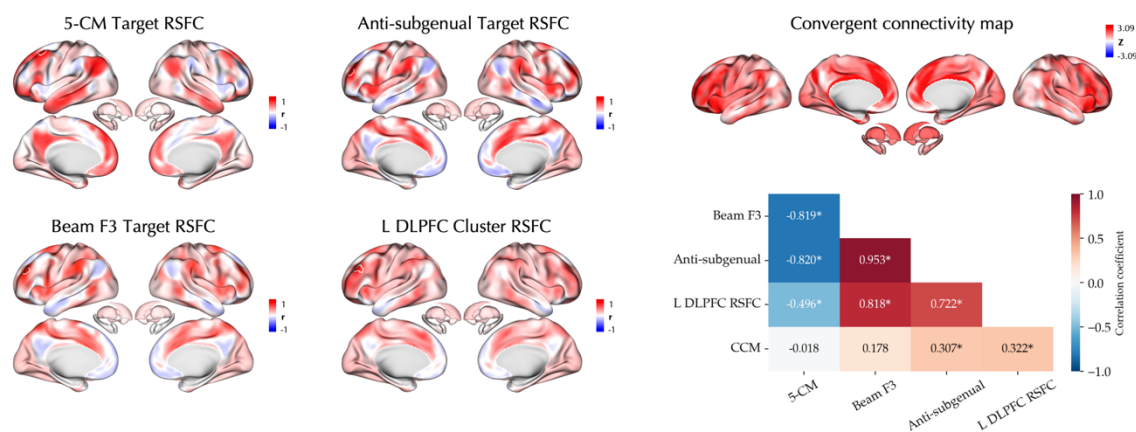 5-CM Target RSFC
1
r
-1
Anti-subgenual Target RSFC
1
r
-1
Beam F3 Target RSFC
1
r
-1
L DLPFC Cluster RSFC
1
r
-1
Convergent connectivity map
3.09
Z
-3.09
Beam F3
-0.819*
Anti-subgenual
-0.820*
0.953*
L DLPFC RSFC
-0.496*
0.818*
0.722*
CCM
-0.018
0.178
0.307*
0.322*
5-CM
Beam F3
Anti-subgenual
L DLPFC RSFC
1.0
0.5
0.0
−0.5
−1.0
Correlation coefficient